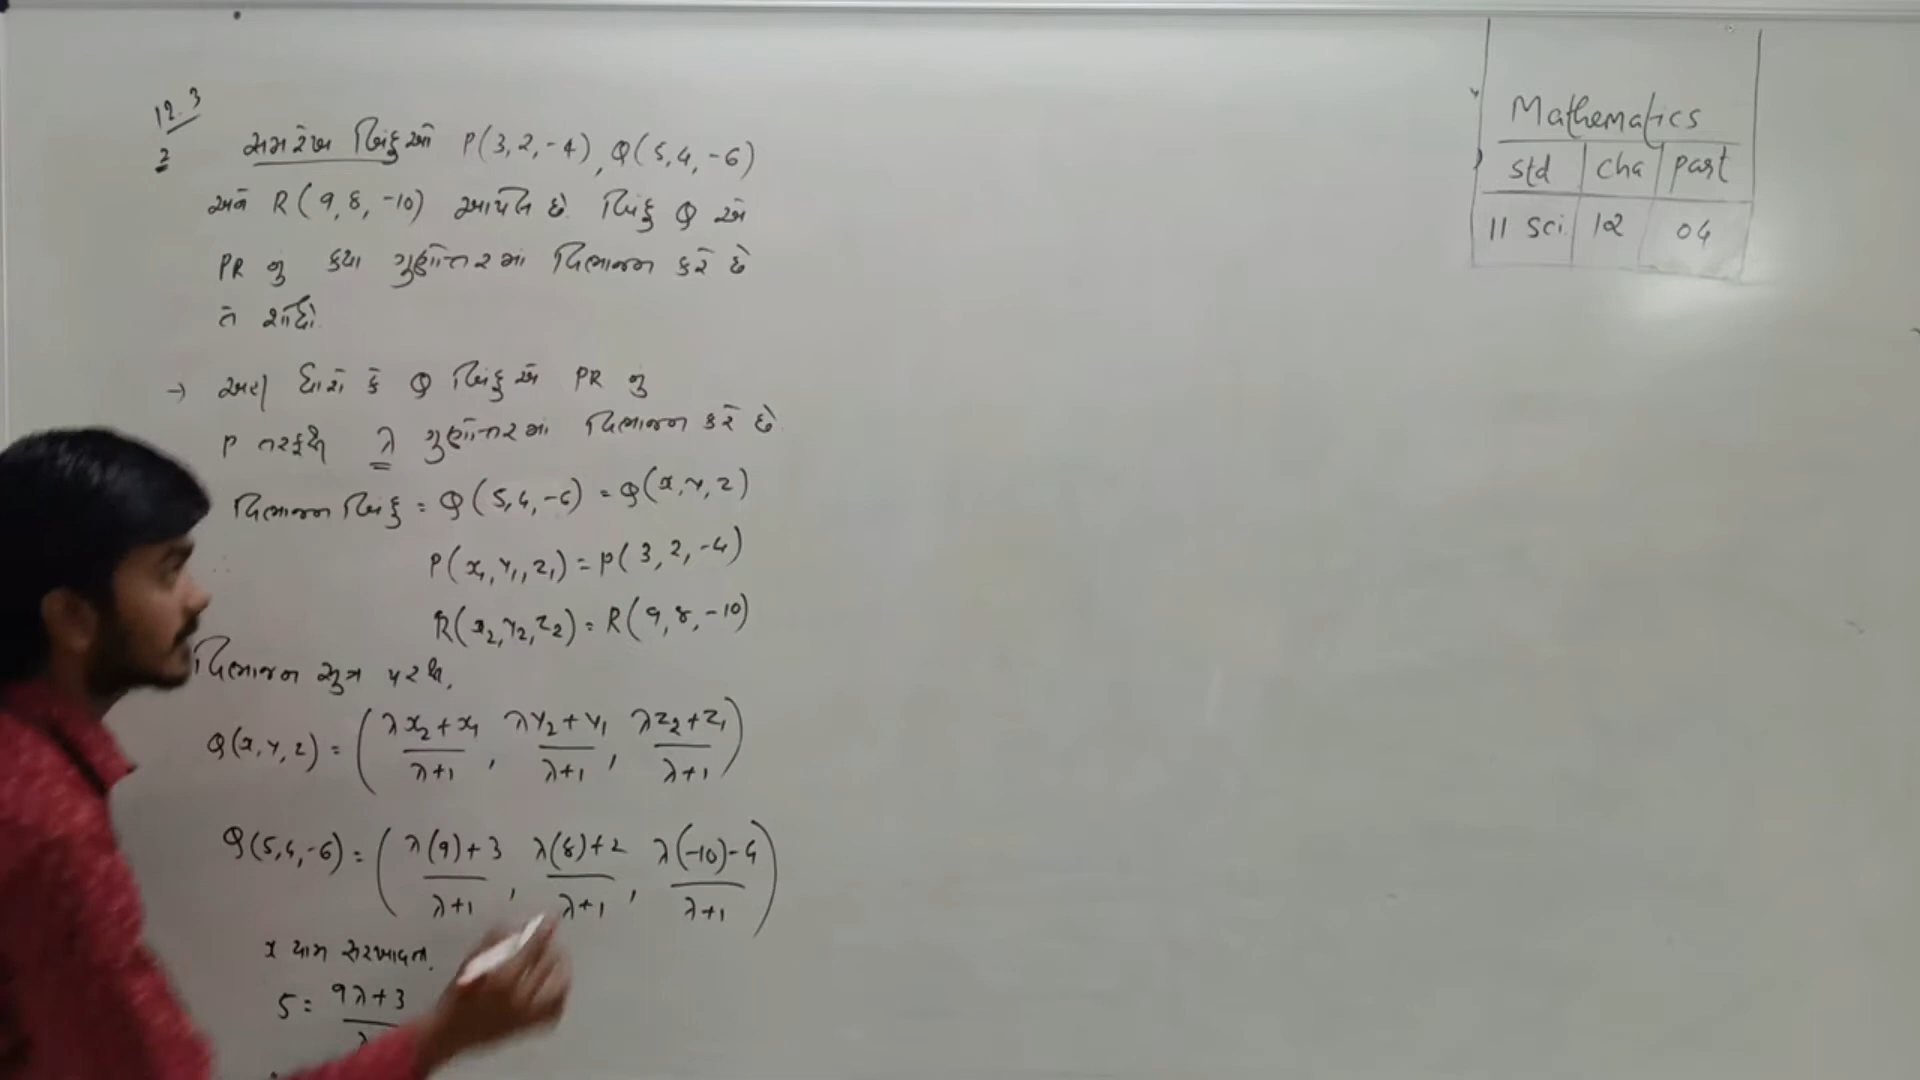 12.3
2 સમરેખ બિંદુઓ P(3, 2, -4), Q(5, 4, -6)
અને R(9, 8, -10) આપેલ છે. બિંદુ Q એ
PR નુ કયા ગુણોત્તરમાં વિભાજન કરે છે
તે શોધો.
→ અહી ધારો કે Q બિંદુ એ PR નુ
P તરફથી λ ગુણોત્તરમાં વિભાજન કરે છે.
વિભાજન બિંદુ = Q(5, 4, -6) = Q(x, y, z)
P(x₁, y₁, z₁) = P(3, 2, -4)
R(x₂, y₂, z₂) = R(9, 8, -10)
વિભાજન સુત્ર પરથી,
Q(x, y, z) = ( (λx₂+x₁)/(λ+1), (λy₂+y₁)/(λ+1), (λz₂+z₁)/(λ+1) )
Q(5, 4, -6) = ( (λ(9)+3)/(λ+1), (λ(8)+2)/(λ+1), (λ(-10)-4)/(λ+1) )
x યામ સરખાવતા,
5 = 9λ+3
λ
Mathematics
Std cha part
11 Sci. 12 04